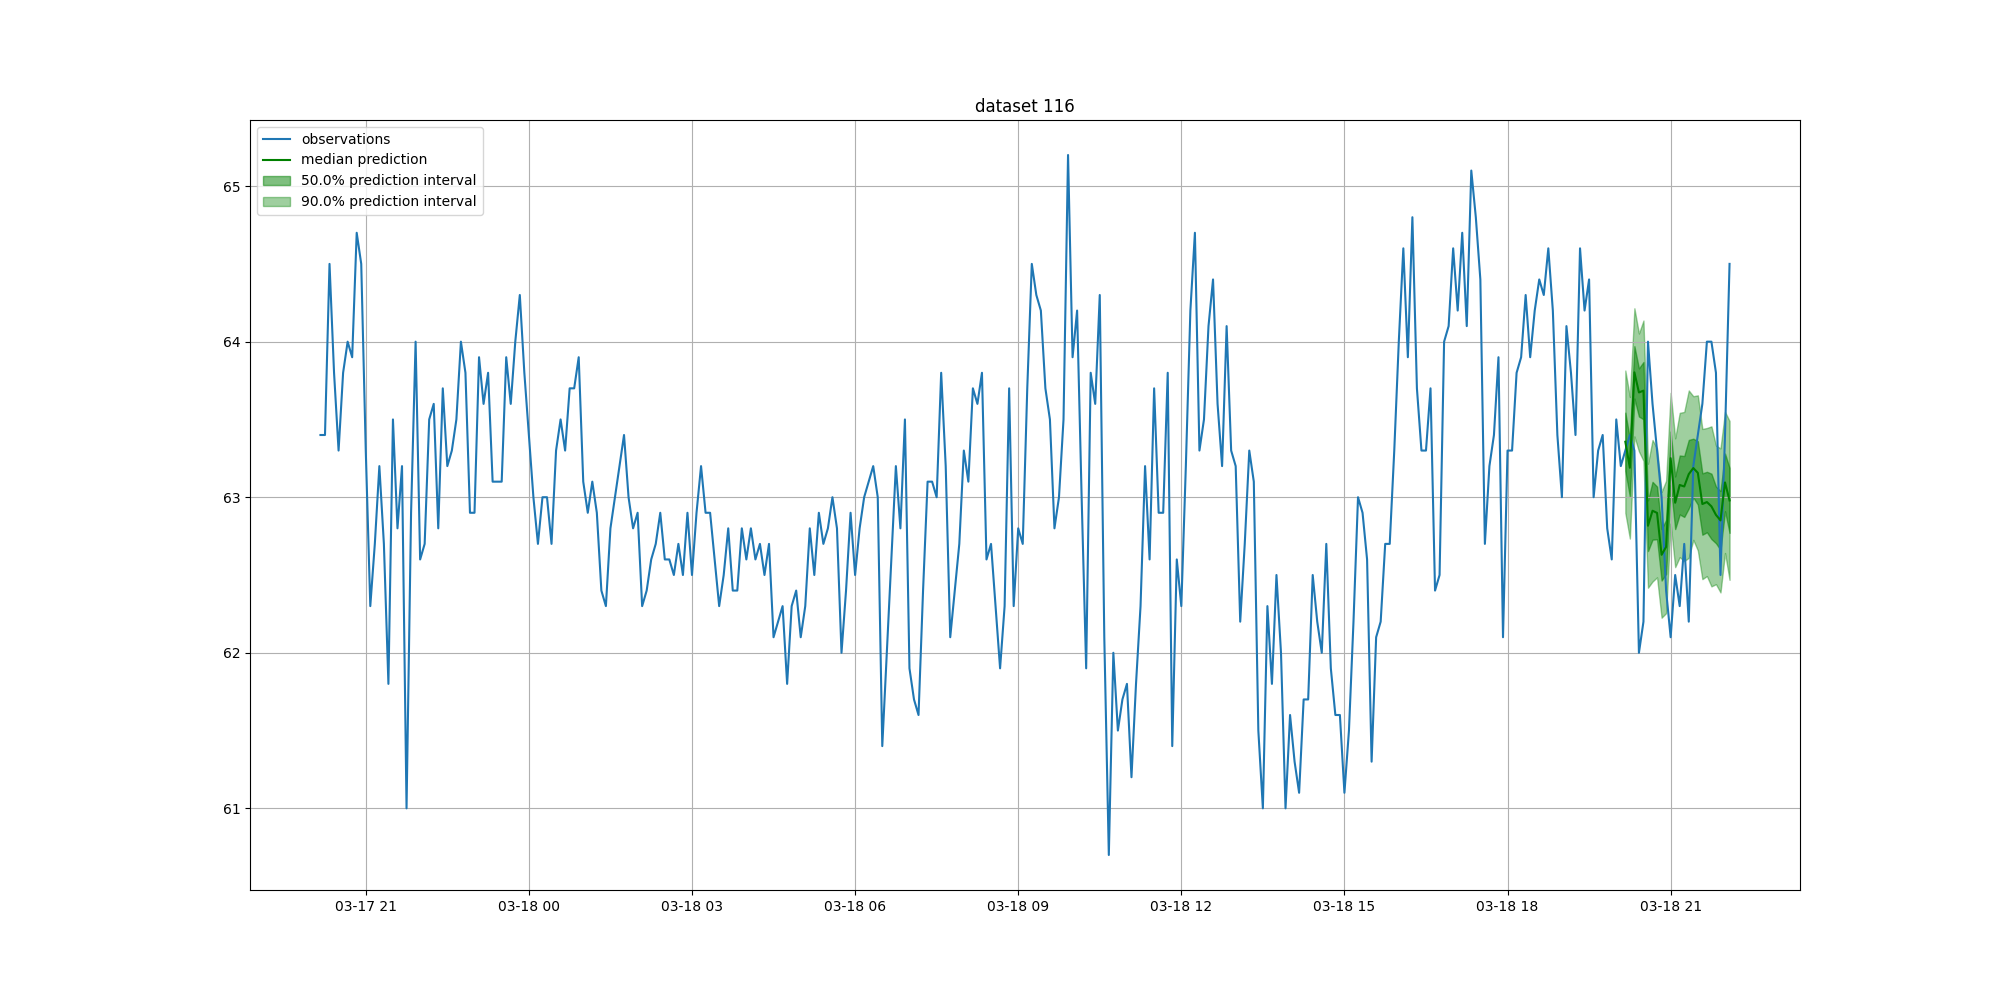 dataset 116
observations
median prediction
50.0% prediction interval
90.0% prediction interval
65
64
63
62
61
03-17 21
03-18 00
03-18 03
03-18 06
03-18 09
03-18 12
03-18 15
03-18 18
03-18 21